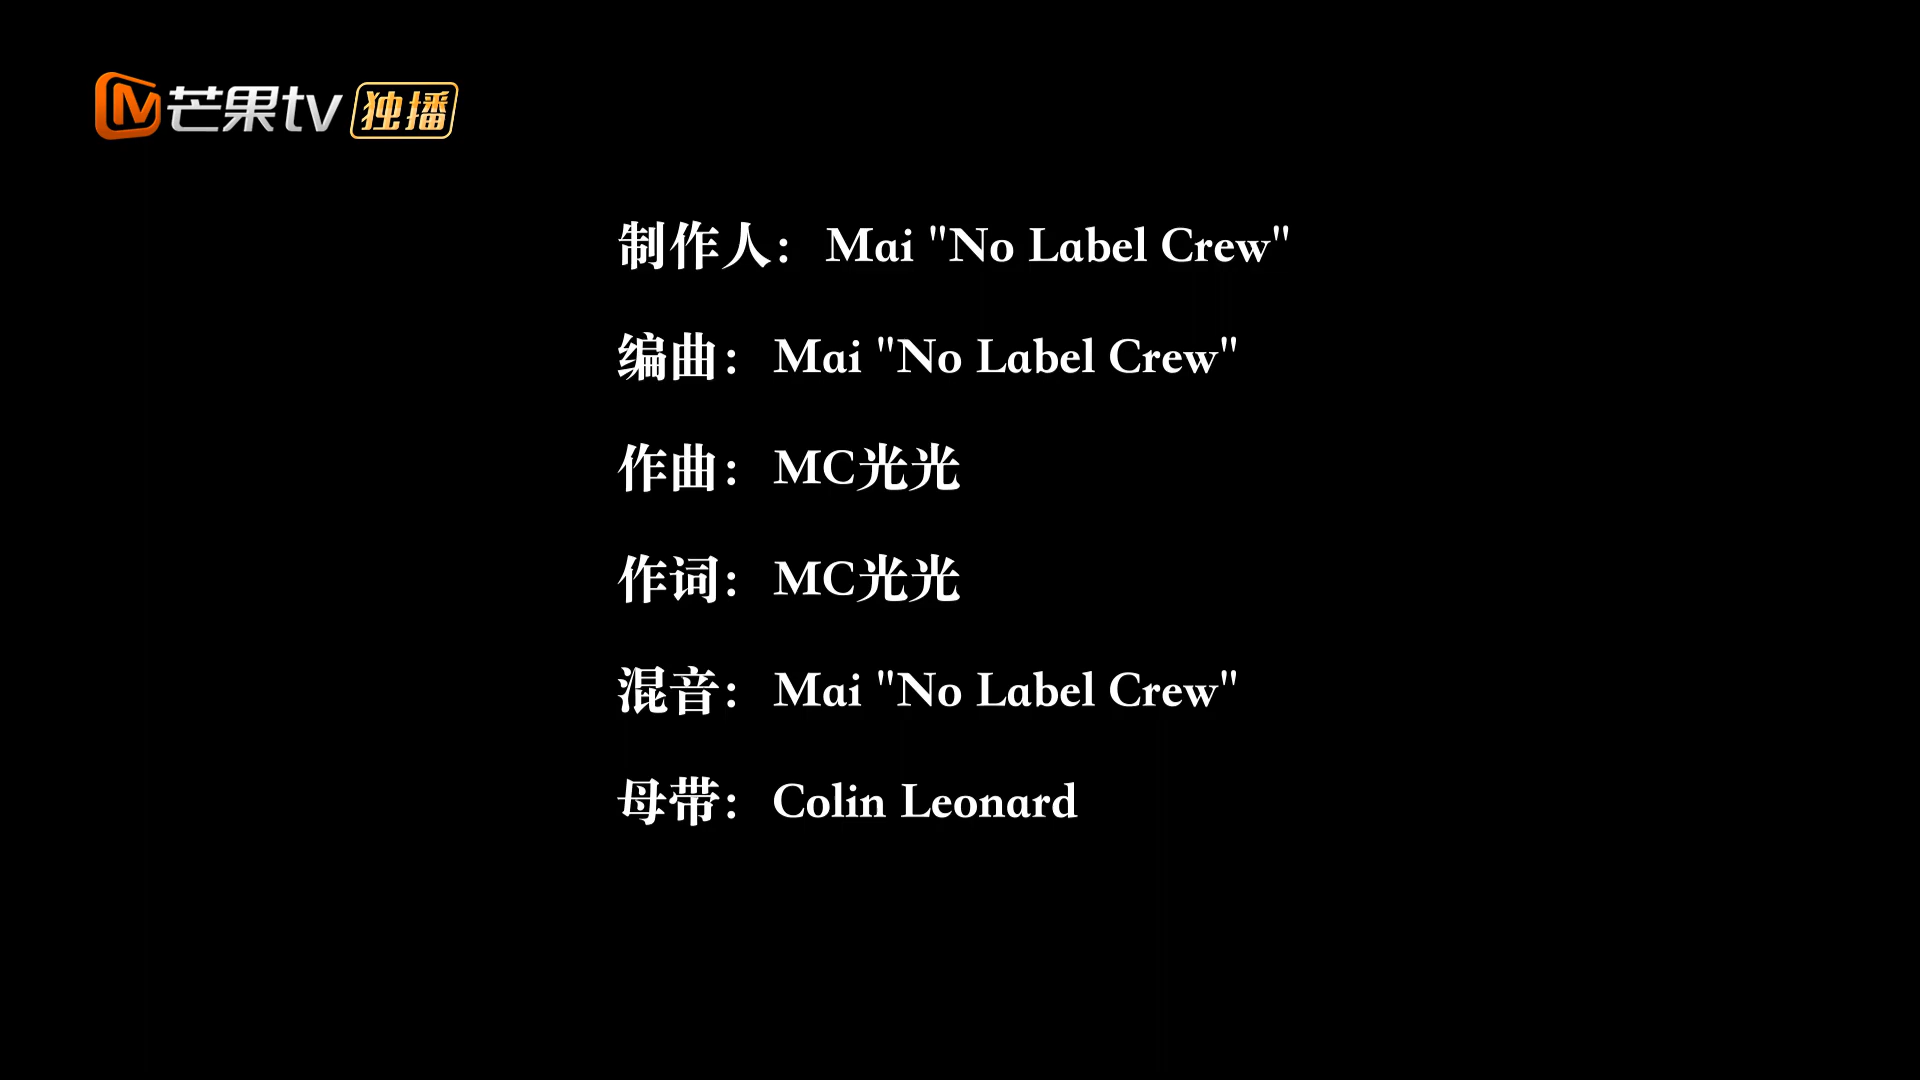 芒果tv 独播
制作人：Mai "No Label Crew"
编曲：Mai "No Label Crew"
作曲：MC光光
作词：MC光光
混音：Mai "No Label Crew"
母带：Colin Leonard